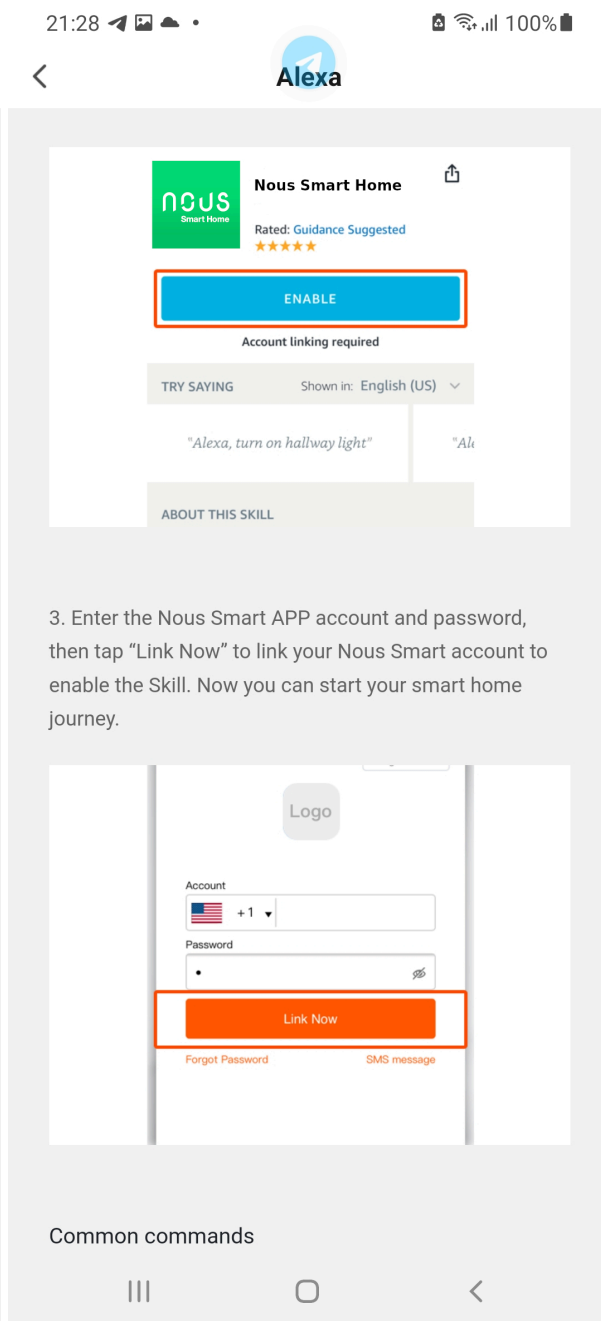 21:28
100%
Alexa
nous
Smart Home
Nous Smart Home
Rated: Guidance Suggested
ENABLE
Account linking required
TRY SAYING
Shown in: English (US)
"Alexa, turn on hallway light"
"Al
ABOUT THIS SKILL
3. Enter the Nous Smart APP account and password,
then tap “Link Now” to link your Nous Smart account to
enable the Skill. Now you can start your smart home
journey.
Logo
Account
+1
Password
Link Now
Forgot Password
SMS message
Common commands